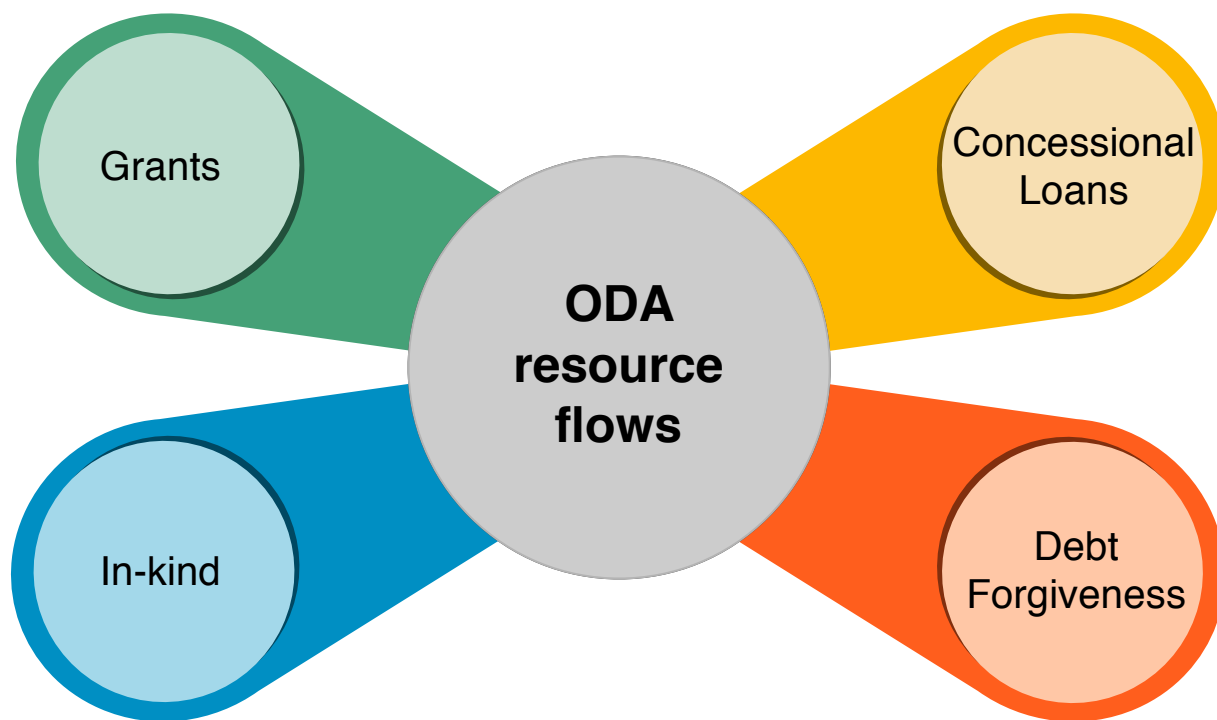 Grants
Concessional
Loans
ODA
resource
flows
In-kind
Debt
Forgiveness